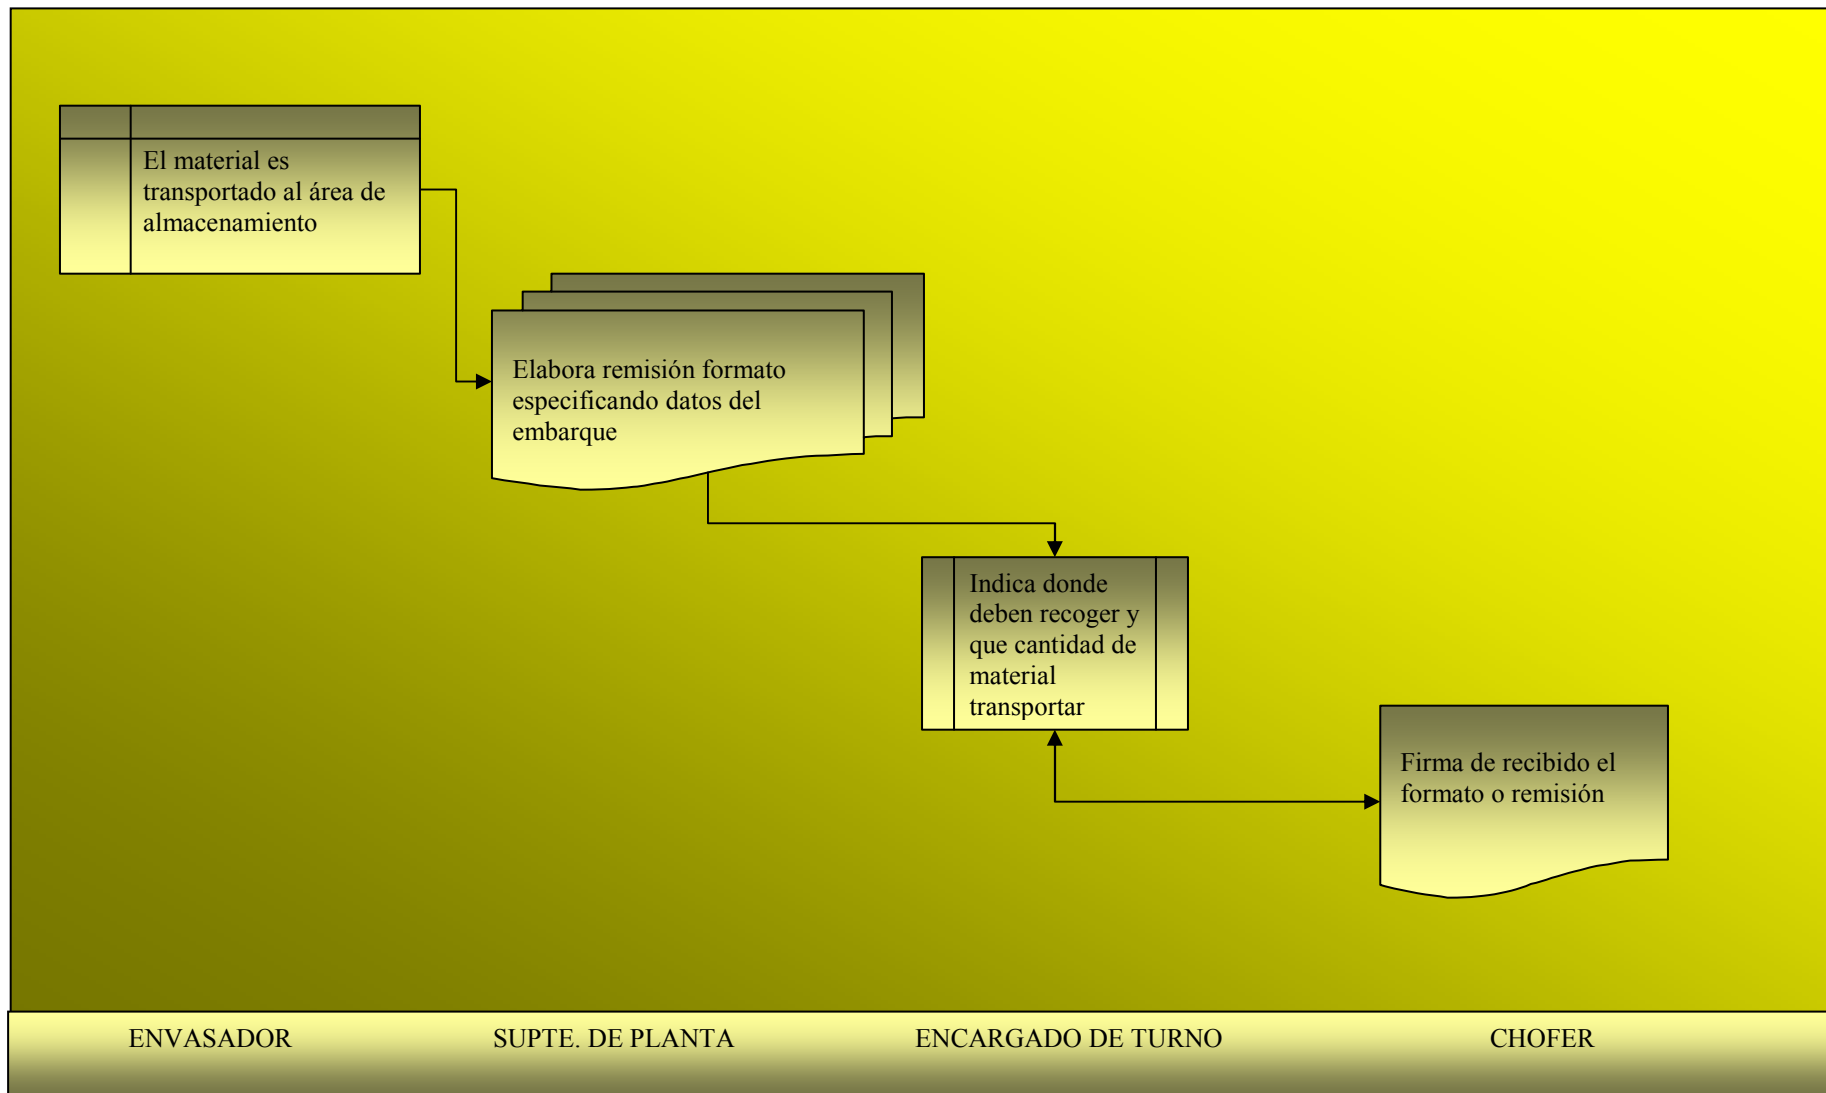 El material es
transportado al área de
almacenamiento
Elabora remisión formato
especificando datos del
embarque
Indica donde
deben recoger y
que cantidad de
material
transportar
Firma de recibido el
formato o remisión
ENVASADOR
SUPTE. DE PLANTA
ENCARGADO DE TURNO
CHOFER